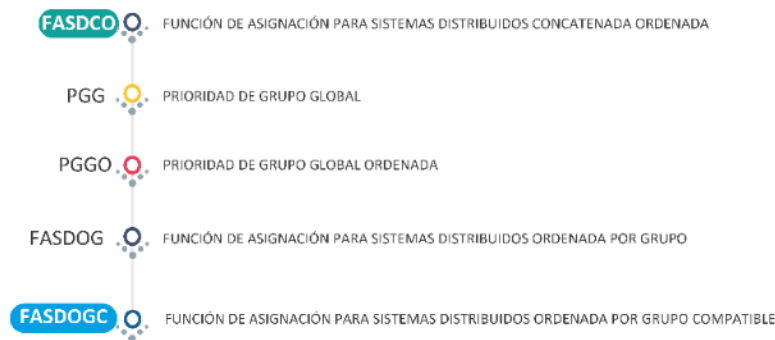 FASDCO FUNCIÓN DE ASIGNACIÓN PARA SISTEMAS DISTRIBUIDOS CONCATENADA ORDENADA
PGG PRIORIDAD DE GRUPO GLOBAL
PGGO PRIORIDAD DE GRUPO GLOBAL ORDENADA
FASDOG FUNCIÓN DE ASIGNACIÓN PARA SISTEMAS DISTRIBUIDOS ORDENADA POR GRUPO
FASDOGC FUNCIÓN DE ASIGNACIÓN PARA SISTEMAS DISTRIBUIDOS ORDENADA POR GRUPO COMPATIBLE